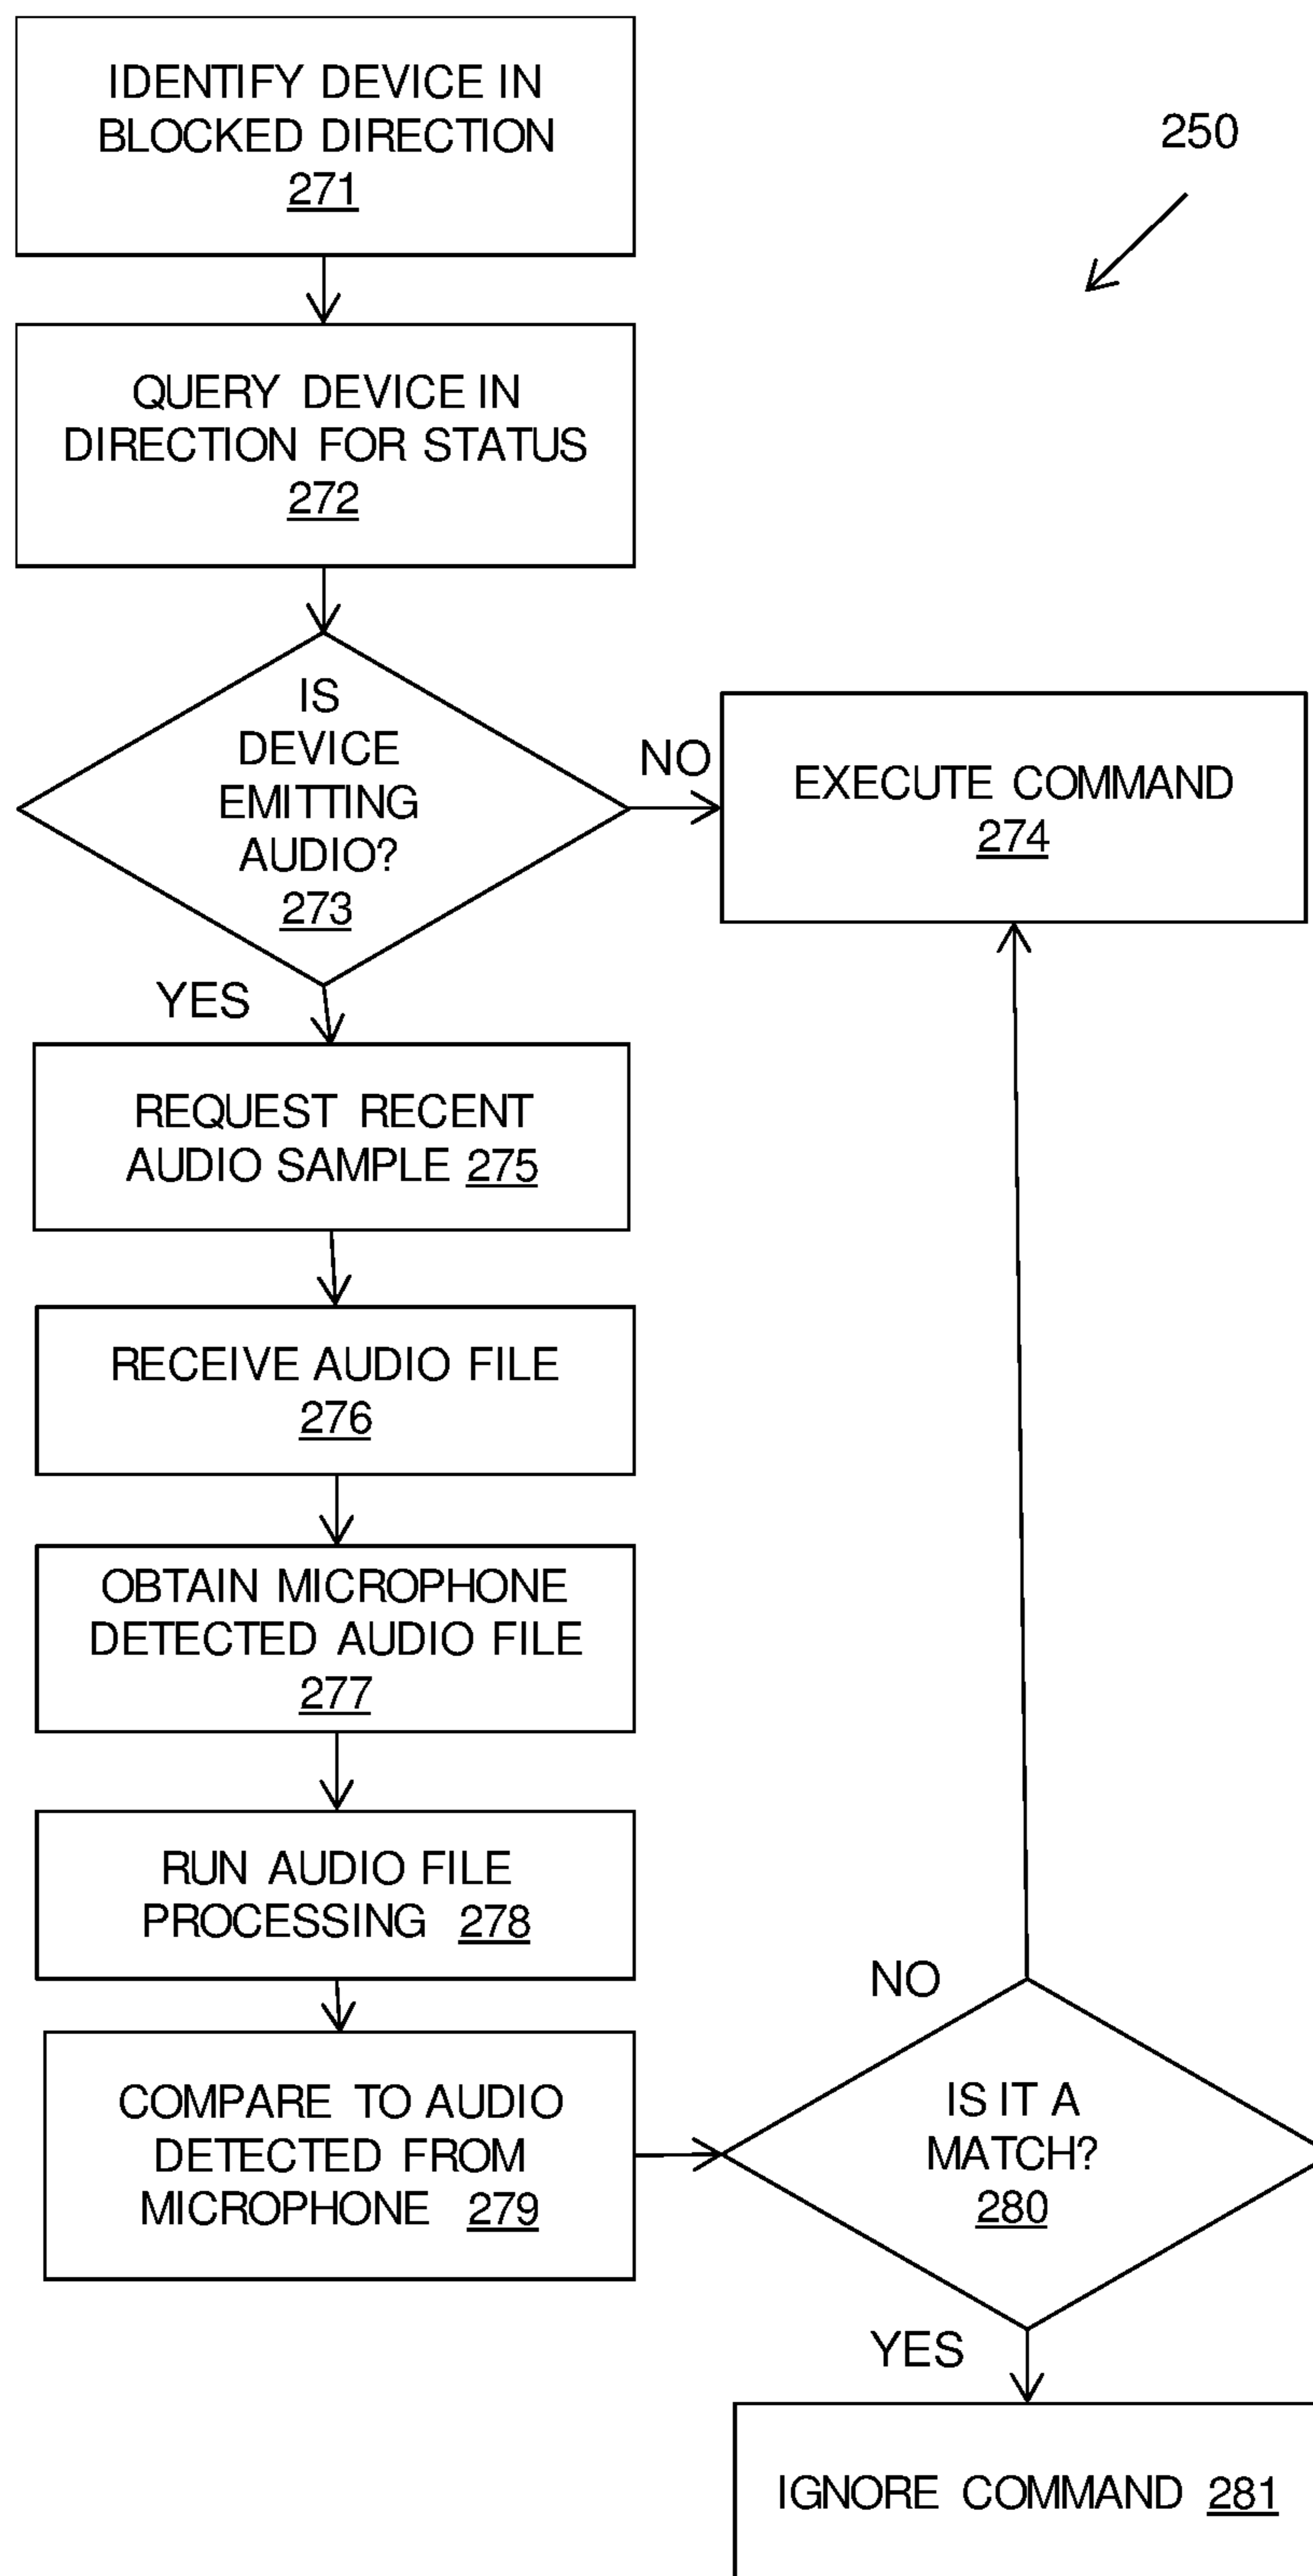 IDENTIFY DEVICE IN
BLOCKED DIRECTION
271
250
QUERY DEVICE IN
DIRECTION FOR STATUS
272
IS
DEVICE
EMITTING
AUDIO?
273
NO
EXECUTE COMMAND
274
YES
REQUEST RECENT
AUDIO SAMPLE 275
RECEIVE AUDIO FILE
276
OBTAIN MICROPHONE
DETECTED AUDIO FILE
277
RUN AUDIO FILE
PROCESSING 278
COMPARE TO AUDIO
DETECTED FROM
MICROPHONE 279
NO
IS IT A
MATCH?
280
YES
IGNORE COMMAND 281